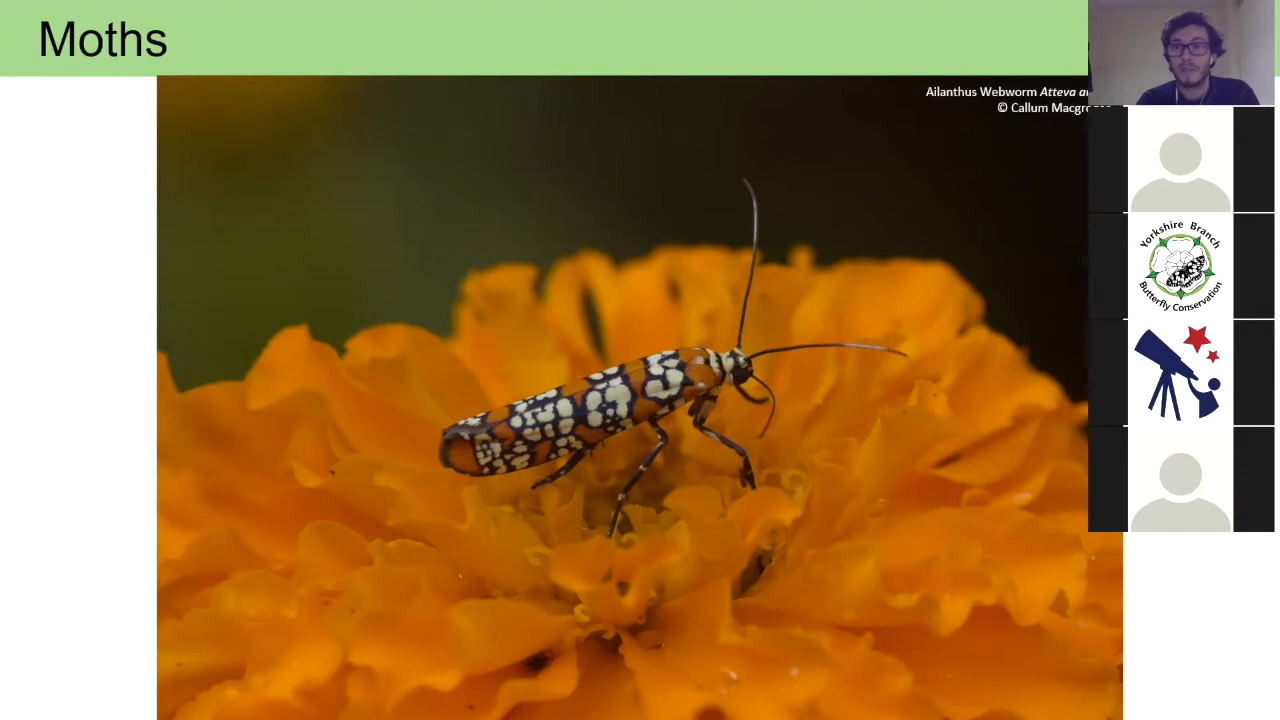 Moths
Ailanthus Webworm Atteva
© Callum
Yorkshire Branch
Butterfly Conservation